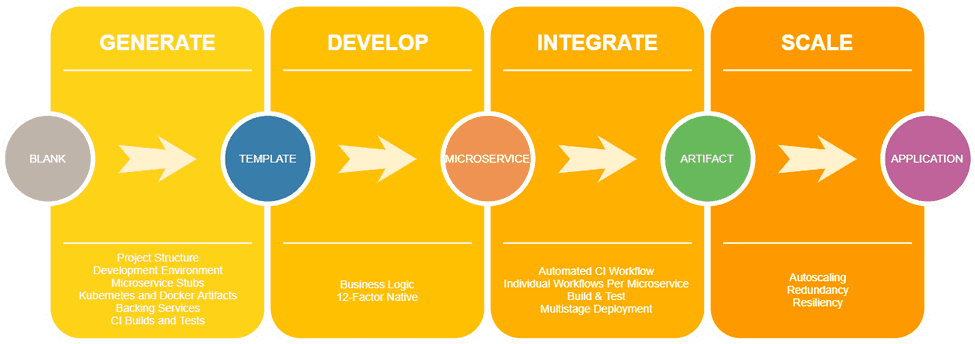 GENERATE
DEVELOP
INTEGRATE
SCALE
BLANK
TEMPLATE
MICROSERVICE
ARTIFACT
APPLICATION
Project Structure
Development Environment
Microservice Stubs
Kubernetes and Docker Artifacts
Backing Services
CI Builds and Tests
Business Logic
12-Factor Native
Automated CI Workflow
Individual Workflows Per Microservice
Build & Test
Multistage Deployment
Autoscaling
Redundancy
Resiliency